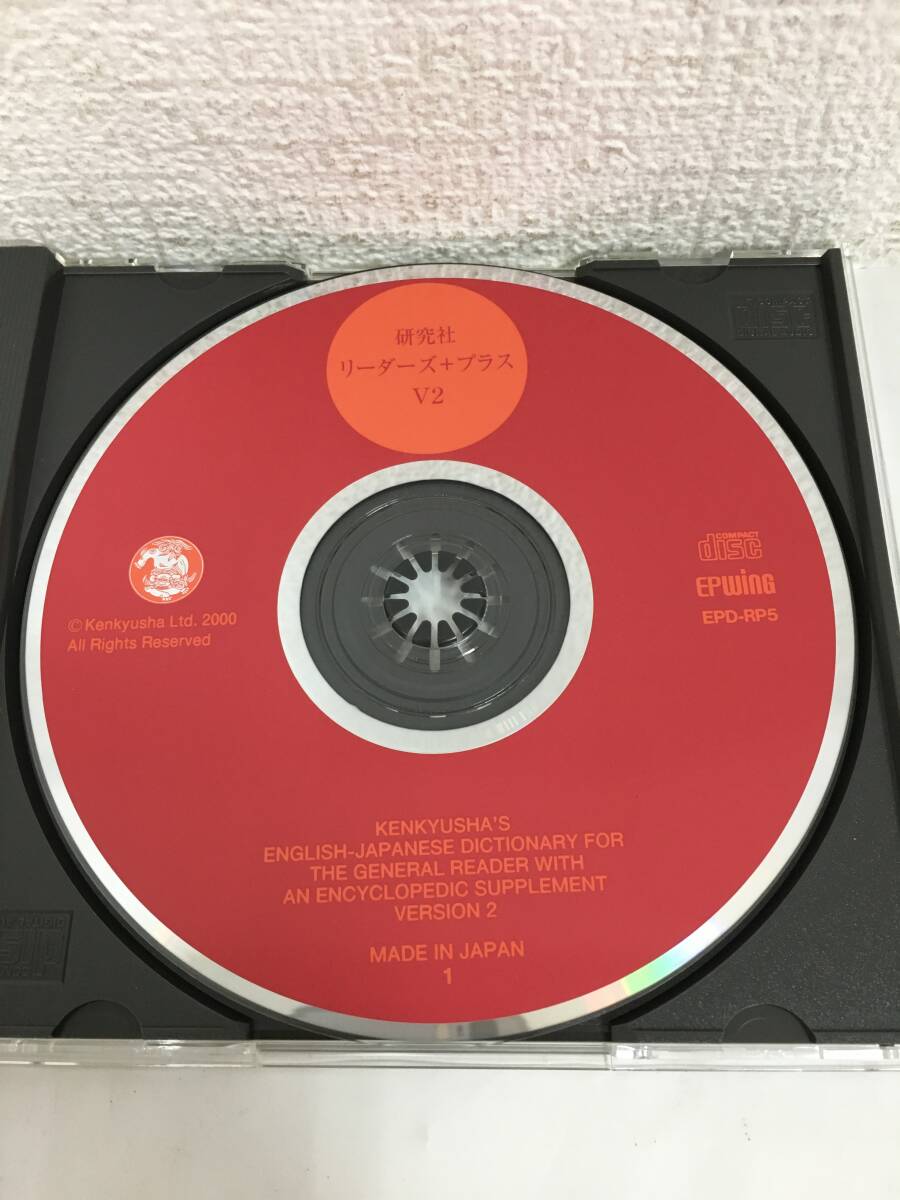 研究社
リーダーズ+プラス
V2
COMPACT
disc
EPWING
EPD-RP5
©Kenkyusha Ltd. 2000
All Rights Reserved
KENKYUSHA'S
ENGLISH-JAPANESE DICTIONARY FOR
THE GENERAL READER WITH
AN ENCYCLOPEDIC SUPPLEMENT
VERSION 2
MADE IN JAPAN
1